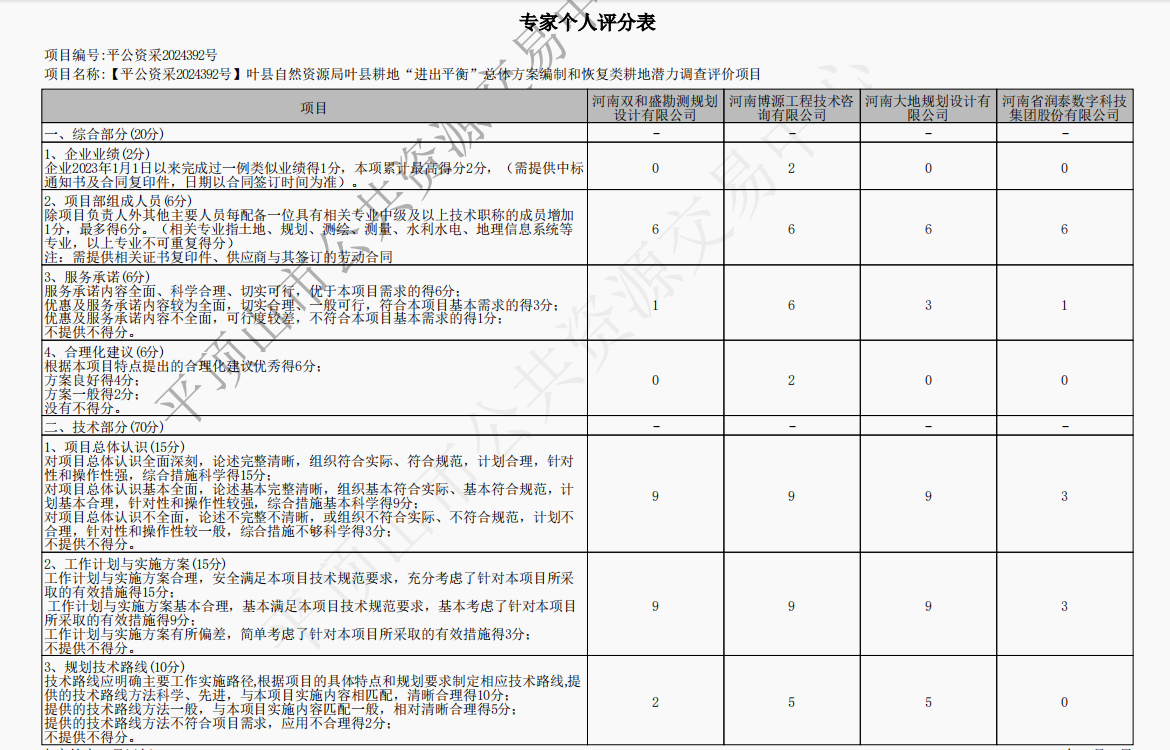 专家个人评分表
项目编号:平公资采2024392号
项目名称:【平公资采2024392号】叶县自然资源局叶县耕地“进出平衡”总体方案编制和恢复类耕地潜力调查评价项目
项目 河南双和盛勘测规划设计有限公司 河南博源工程技术咨询有限公司 河南大地规划设计有限公司 河南省润泰数字科技集团股份有限公司
一、综合部分(20分) – – – –
1、企业业绩(2分)
企业2023年1月1日以来完成过一例类似业绩得1分，本项累计最高得分2分，（需提供中标
通知书及合同复印件，日期以合同签订时间为准）。
0 2 0 0
2、项目部组成人员(6分)
除项目负责人外其他主要人员每配备一位具有相关专业中级及以上技术职称的成员增加
1分，最多得6分。（相关专业指土地、规划、测绘、测量、水利水电、地理信息系统等
专业，以上专业不可重复得分）
注：需提供相关证书复印件、供应商与其签订的劳动合同
6 6 6 6
3、服务承诺(6分)
服务承诺内容全面、科学合理、切实可行，优于本项目需求的得6分；
优惠及服务承诺内容较为全面，切实合理、一般可行，符合本项目基本需求的得3分；
优惠及服务承诺内容不全面，可行度较差，不符合本项目基本需求的得1分；
不提供不得分。
1 6 3 1
4、合理化建议(6分)
根据本项目特点提出的合理化建议优秀得6分；
方案良好得4分；
方案一般得2分；
没有不得分。
0 2 0 0
二、技术部分(70分) – – – –
1、项目总体认识(15分)
对项目总体认识全面深刻，论述完整清晰，组织符合实际、符合规范，计划合理，针对
性和操作性强，综合措施科学得15分；
对项目总体认识基本全面，论述基本完整清晰，组织基本符合实际、基本符合规范，计
划基本合理，针对性和操作性较强，综合措施基本科学得9分；
对项目总体认识不全面，论述不完整不清晰，或组织不符合实际、不符合规范，计划不
合理，针对性和操作性较一般，综合措施不够科学得3分；
不提供不得分。
9 9 9 3
2、工作计划与实施方案(15分)
工作计划与实施方案合理，安全满足本项目技术规范要求，充分考虑了针对本项目所采
取的有效措施得15分；
工作计划与实施方案基本合理，基本满足本项目技术规范要求，基本考虑了针对本项目
所采取的有效措施得9分；
工作计划与实施方案有所偏差，简单考虑了针对本项目所采取的有效措施得3分；
不提供不得分。
9 9 9 3
3、规划技术路线(10分)
技术路线应明确主要工作实施路径,根据项目的具体特点和规划要求制定相应技术路线,提
供的技术路线方法科学、先进，与本项目实施内容相匹配，清晰合理得10分；
提供的技术路线方法一般，与本项目实施内容匹配一般，相对清晰合理得5分；
提供的技术路线方法不符合项目需求，应用不合理得2分；
不提供不得分。
2 5 5 0
平顶山市公共资源交易中
平顶山市公共资源交易中心